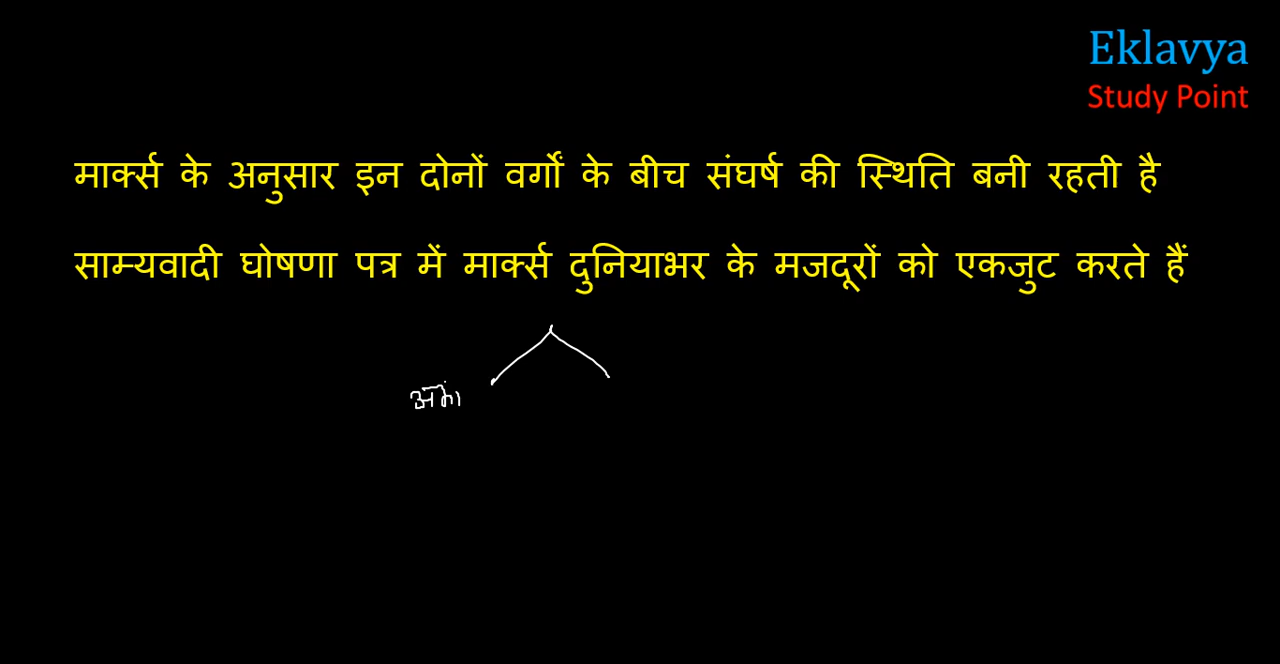 Eklavya
Study Point
मार्क्स के अनुसार इन दोनों वर्गों के बीच संघर्ष की स्थिति बनी रहती है
साम्यवादी घोषणा पत्र में मार्क्स दुनियाभर के मजदूरों को एकजुट करते हैं